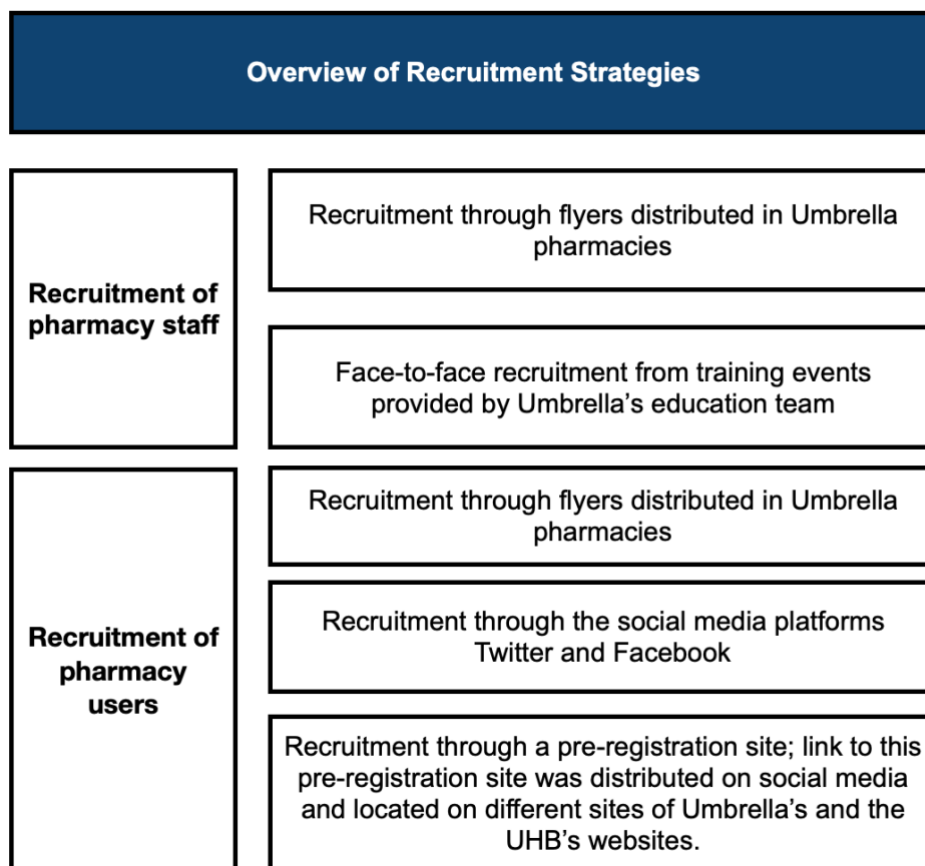 Overview of Recruitment Strategies
Recruitment of
pharmacy staff
Recruitment through flyers distributed in Umbrella
pharmacies
Face-to-face recruitment from training events
provided by Umbrella’s education team
Recruitment of
pharmacy
users
Recruitment through flyers distributed in Umbrella
pharmacies
Recruitment through the social media platforms
Twitter and Facebook
Recruitment through a pre-registration site; link to this
pre-registration site was distributed on social media
and located on different sites of Umbrella’s and the
UHB’s websites.